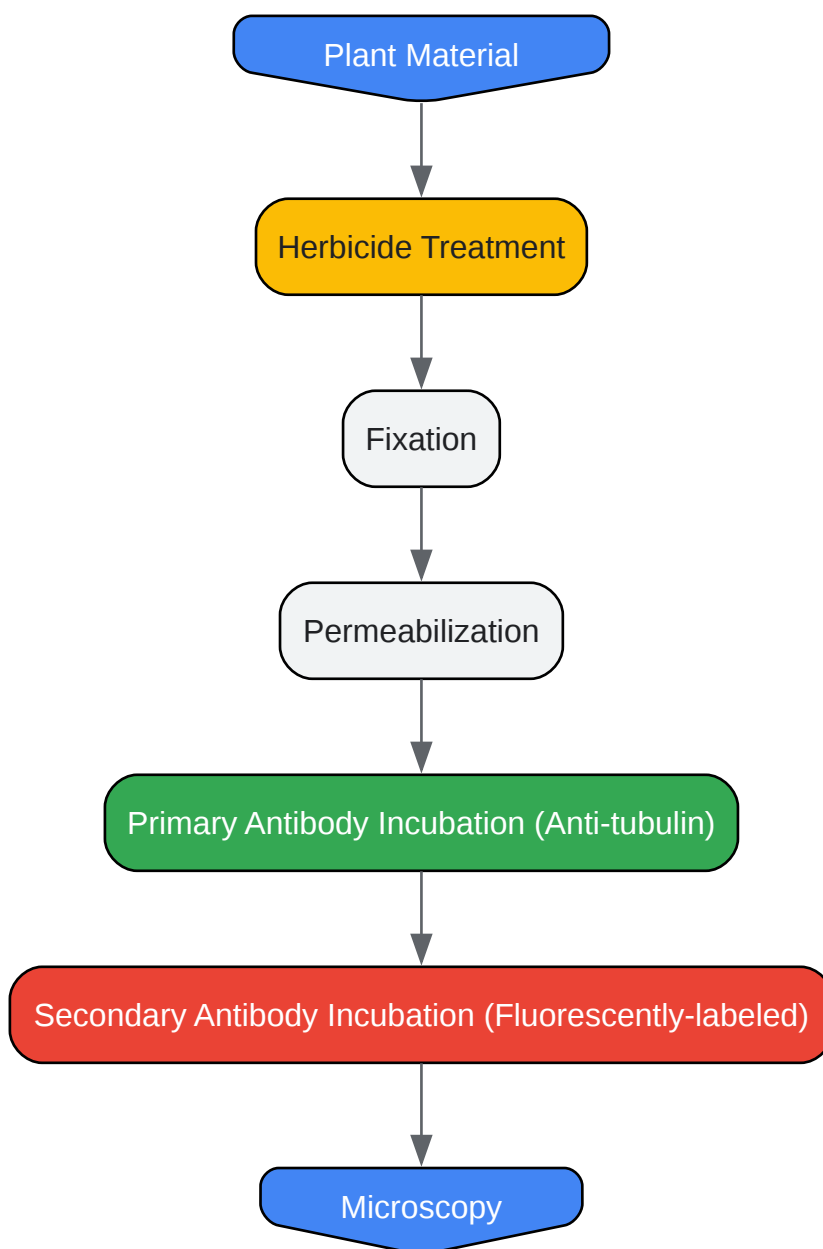 Plant Material
Herbicide Treatment
Fixation
Permeabilization
Primary Antibody Incubation (Anti-tubulin)
Secondary Antibody Incubation (Fluorescently-labeled)
Microscopy